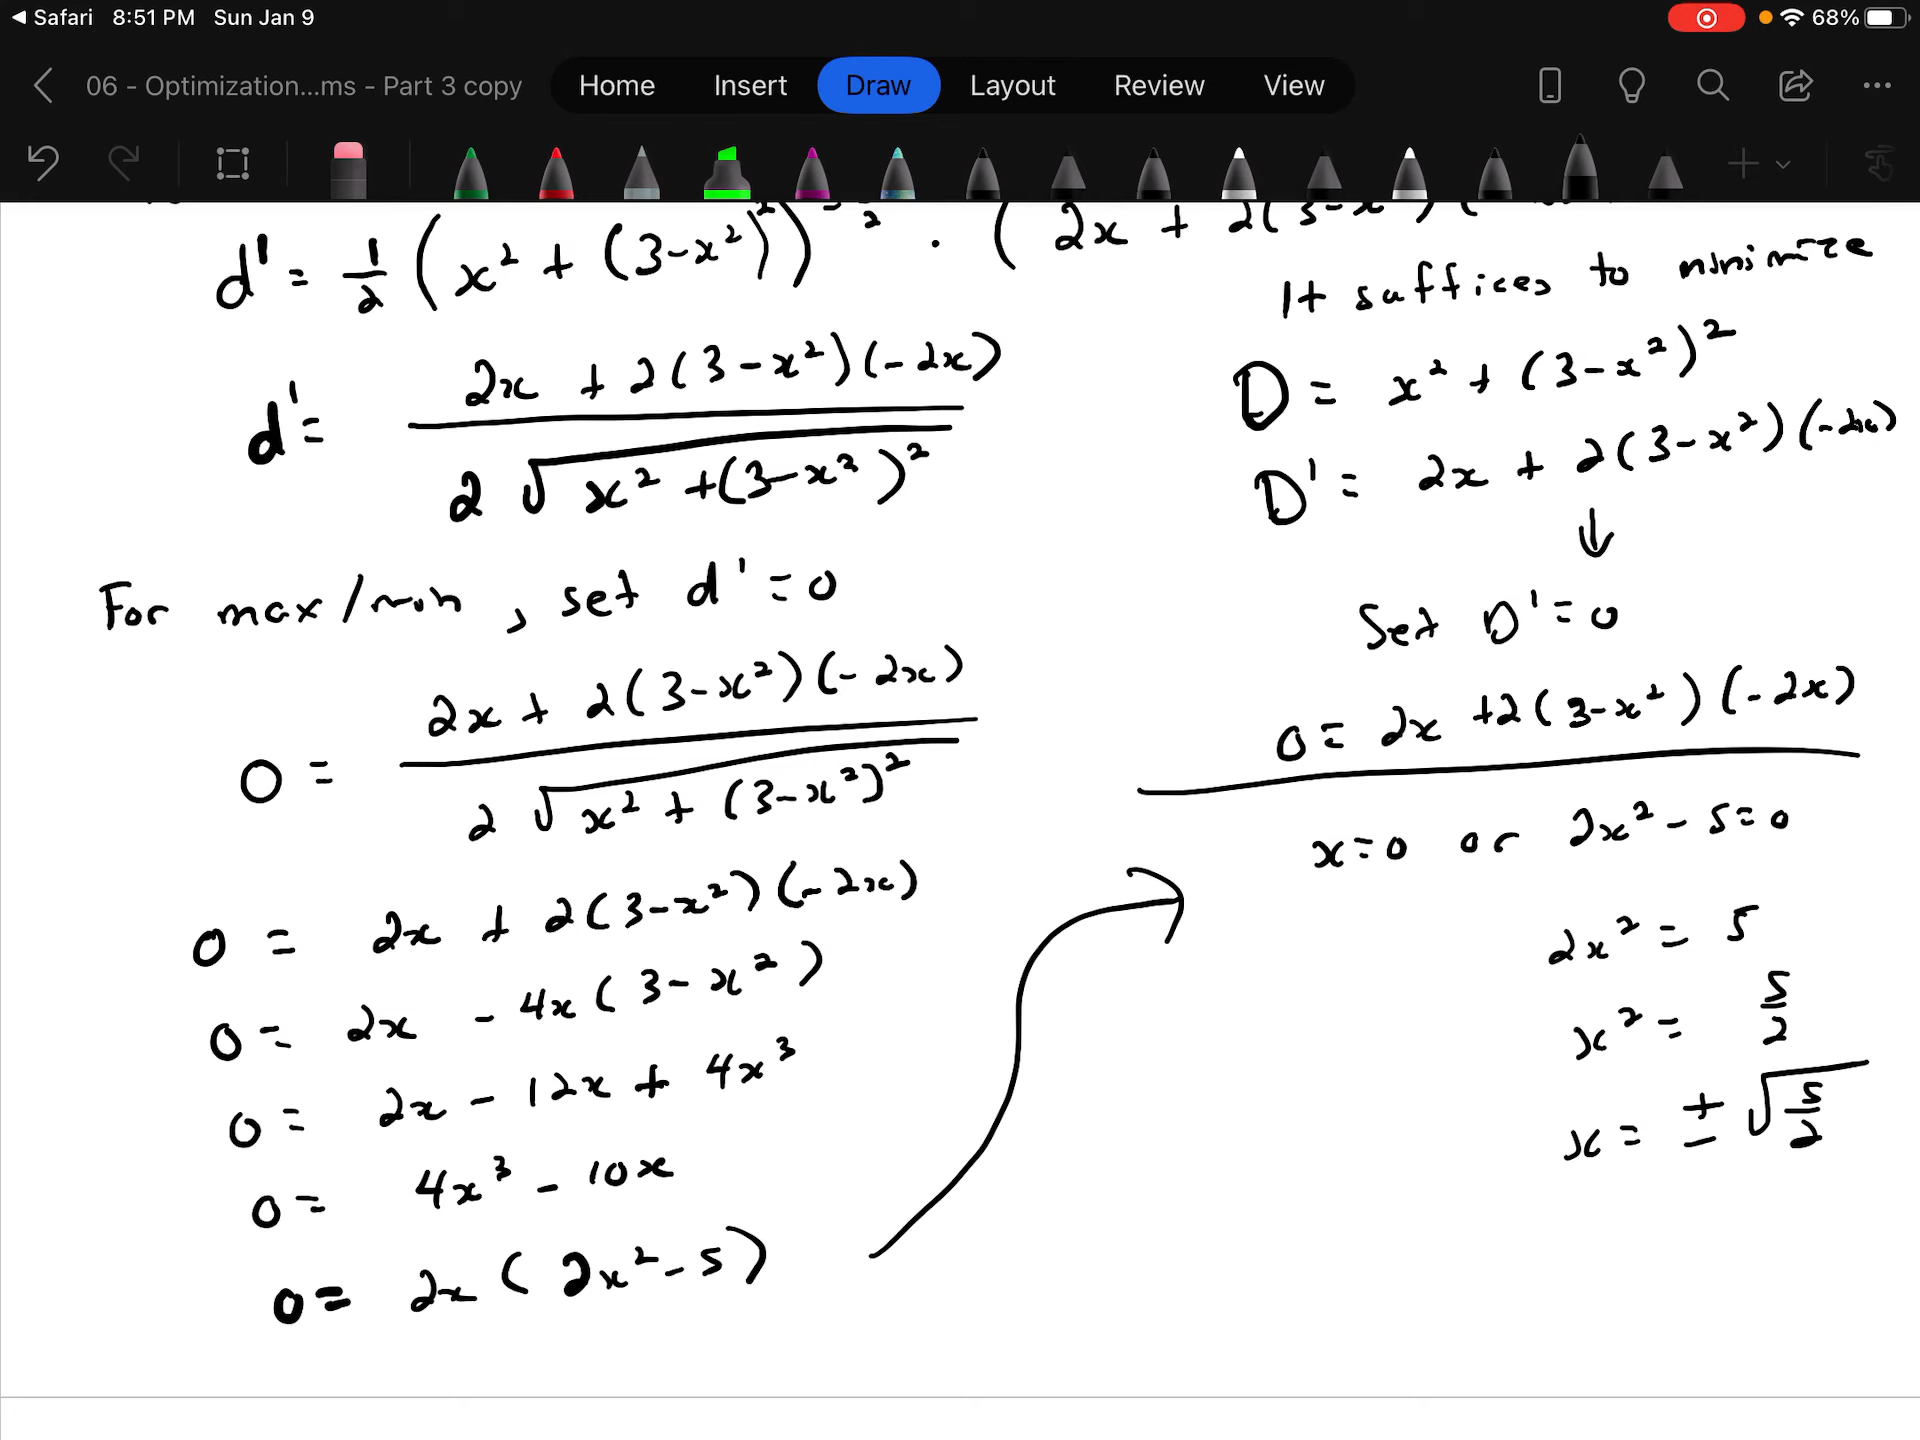 Safari 8:51 PM Sun Jan 9 68%
06 - Optimization...ms - Part 3 copy Home Insert Draw Layout Review View
d' = 1/2 (x² + (3-x²)²)^-1/2 · (2x + 2(3-x²)(
d' = (2x + 2(3-x²)(-2x)) / (2√(x² + (3-x²)²))
For max/min, set d' = 0
0 = (2x + 2(3-x²)(-2x)) / (2√(x² + (3-x²)²))
0 = 2x + 2(3-x²)(-2x)
0 = 2x - 4x(3-x²)
0 = 2x - 12x + 4x³
0 = 4x³ - 10x
0 = 2x(2x²-5)
It suffices to minimize
D = x² + (3-x²)²
D' = 2x + 2(3-x²)(-2x)
↓
Set D' = 0
0 = 2x +2(3-x²)(-2x)
x=0 or 2x²-5=0
2x² = 5
x² = 5/2
x = ±√(5/2)